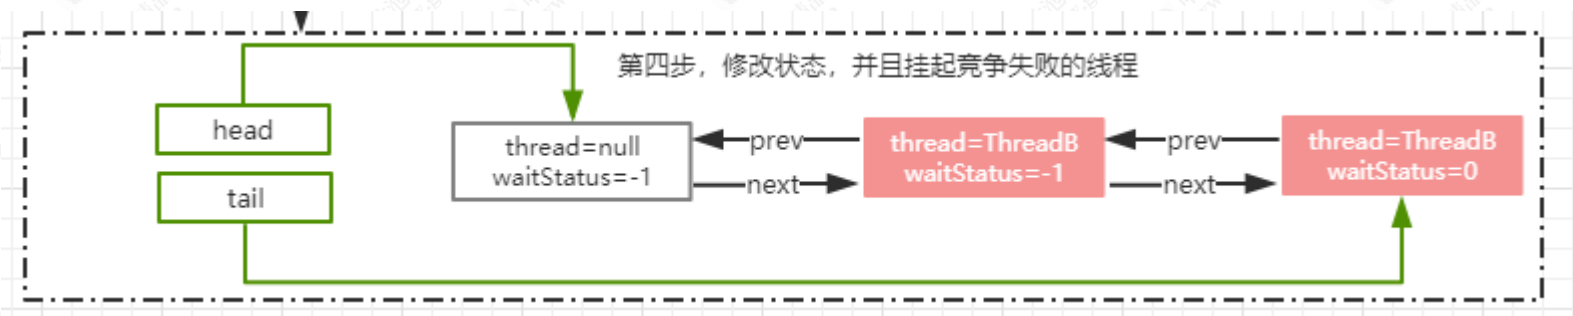 第四步，修改状态，并且挂起竞争失败的线程
head
tail
thread=null
waitStatus=-1
prev
next
thread=ThreadB
waitStatus=-1
prev
next
thread=ThreadB
waitStatus=0